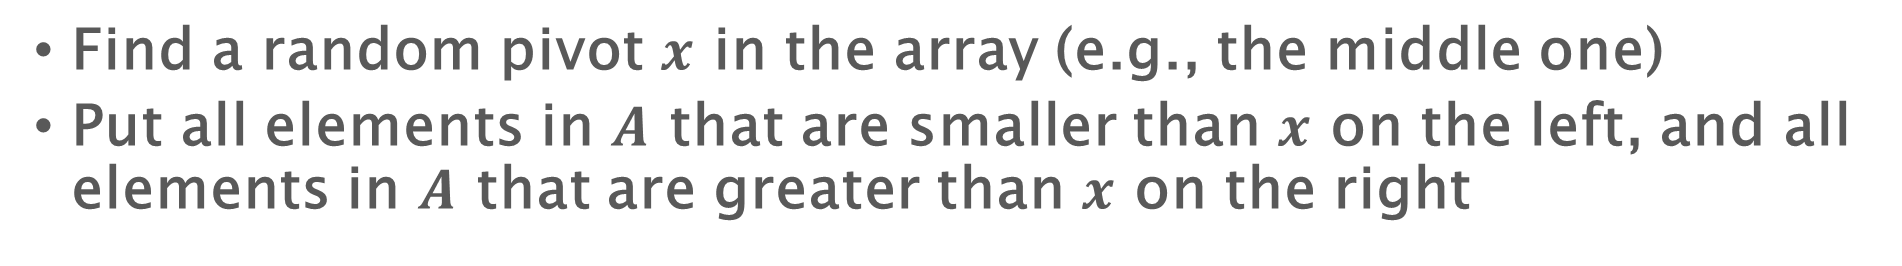 • Find a random pivot x in the array (e.g., the middle one)
• Put all elements in A that are smaller than x on the left, and all
elements in A that are greater than x on the right